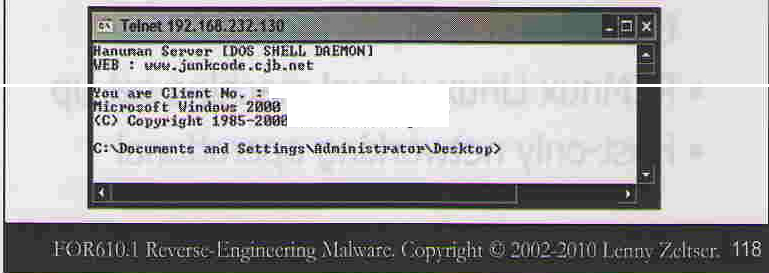 Telnet 192.168.232.130
Hanuman Server [DOS SHELL DAEMON]
WEB : www.junkcode.cjb.net
You are Client No. :
Microsoft Windows 2000
(C) Copyright 1985-2000
C:\Documents and Settings\Administrator\Desktop>
FOR610.1 Reverse-Engineering Malware. Copyright © 2002-2010 Lenny Zeltser. 118